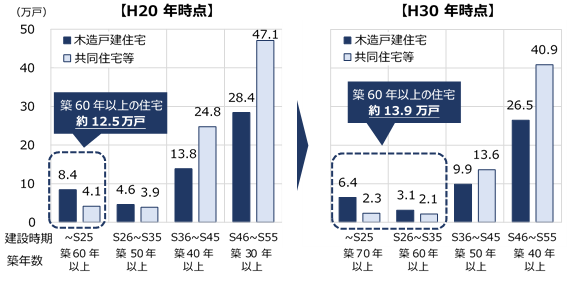 【H20 年時点】
(万戸)
50
40
30
20
10
0
木造戸建住宅
共同住宅等
築 60 年以上の住宅
約 12.5 万戸
8.4
4.1
4.6
3.9
13.8
24.8
28.4
47.1
建設時期
~S25
S26~S35
S36~S45
S46~S55
築年数
築 60 年
以上
築 50 年
以上
築 40 年
以上
築 30 年
以上
【H30 年時点】
木造戸建住宅
共同住宅等
築 60 年以上の住宅
約 13.9 万戸
6.4
2.3
3.1
2.1
9.9
13.6
26.5
40.9
~S25
S26~S35
S36~S45
S46~S55
築 70 年
以上
築 60 年
以上
築 50 年
以上
築 40 年
以上